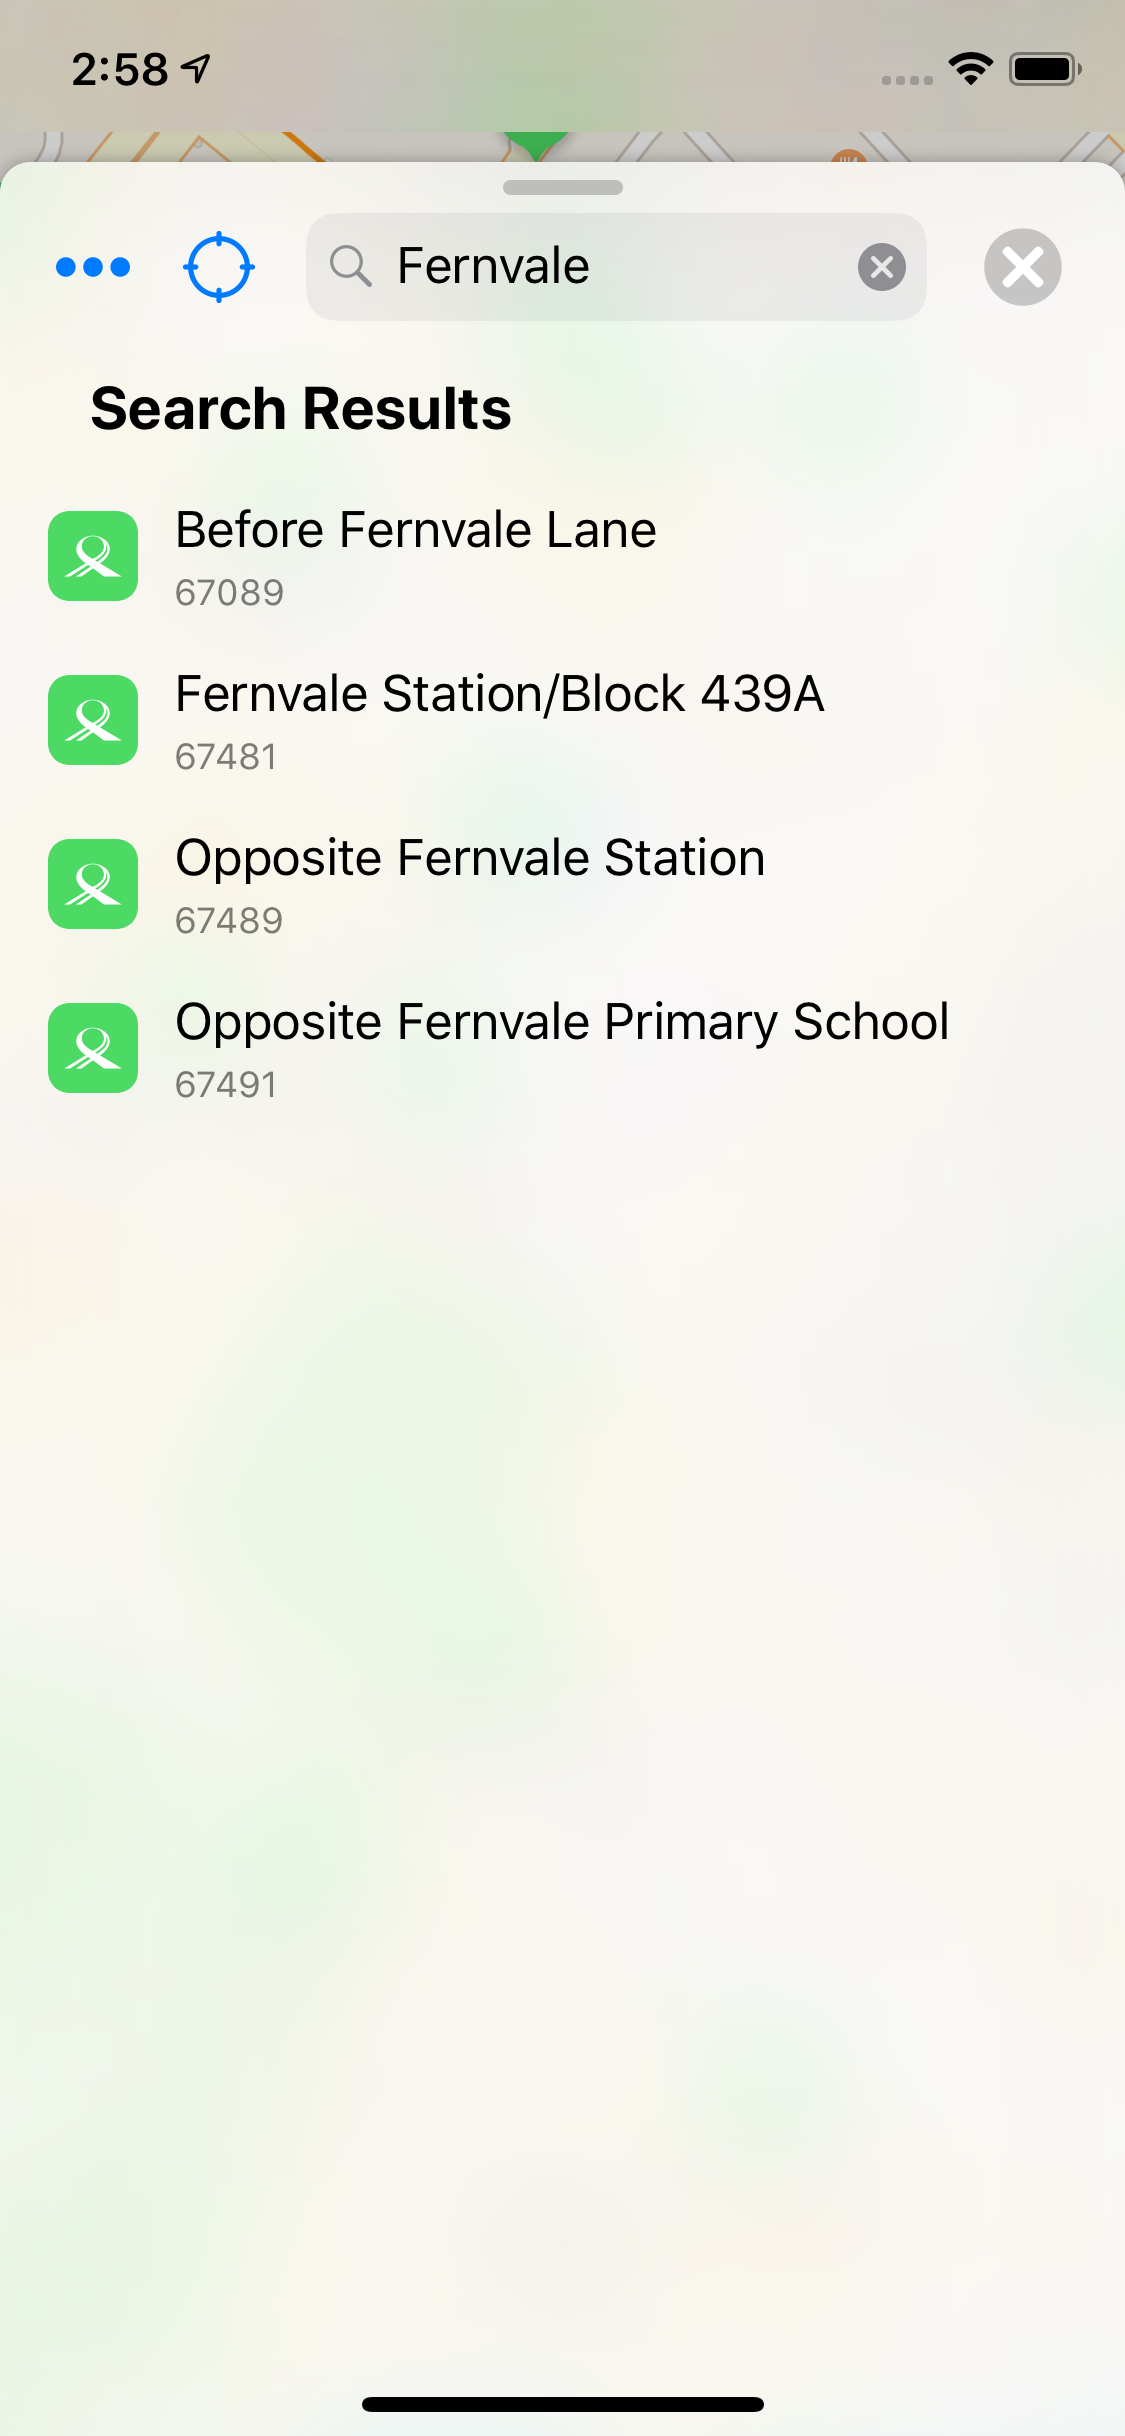 2:58
Fernvale
Search Results
Before Fernvale Lane
67089
Fernvale Station/Block 439A
67481
Opposite Fernvale Station
67489
Opposite Fernvale Primary School
67491